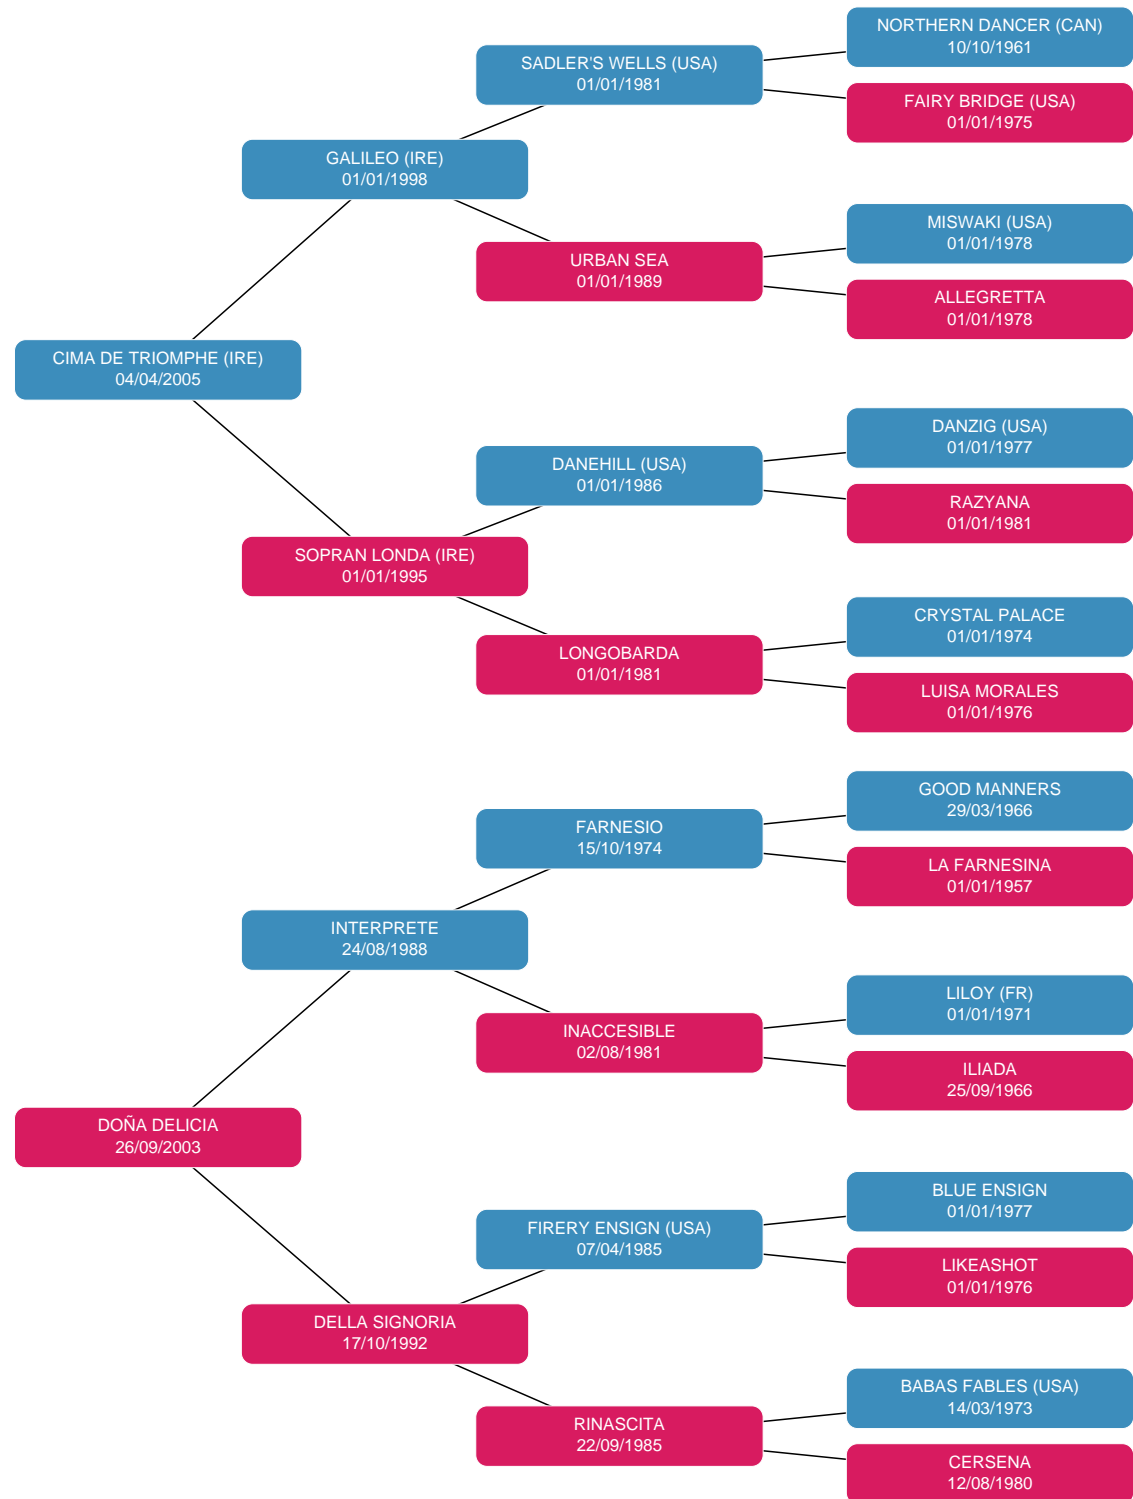 NORTHERN DANCER (CAN)
10/10/1961
SADLER'S WELLS (USA)
01/01/1981
FAIRY BRIDGE (USA)
01/01/1975
GALILEO (IRE)
01/01/1998
MISWAKI (USA)
01/01/1978
URBAN SEA
01/01/1989
ALLEGRETTA
01/01/1978
CIMA DE TRIOMPHE (IRE)
04/04/2005
DANZIG (USA)
01/01/1977
DANEHILL (USA)
01/01/1986
RAZYANA
01/01/1981
SOPRAN LONDA (IRE)
01/01/1995
CRYSTAL PALACE
01/01/1974
LONGOBARDA
01/01/1981
LUISA MORALES
01/01/1976
GOOD MANNERS
29/03/1966
FARNESIO
15/10/1974
LA FARNESINA
01/01/1957
INTERPRETE
24/08/1988
LILOY (FR)
01/01/1971
INACCESIBLE
02/08/1981
ILIADA
25/09/1966
DOÑA DELICIA
26/09/2003
BLUE ENSIGN
01/01/1977
FIRERY ENSIGN (USA)
07/04/1985
LIKEASHOT
01/01/1976
DELLA SIGNORIA
17/10/1992
BABAS FABLES (USA)
14/03/1973
RINASCITA
22/09/1985
CERSENA
12/08/1980